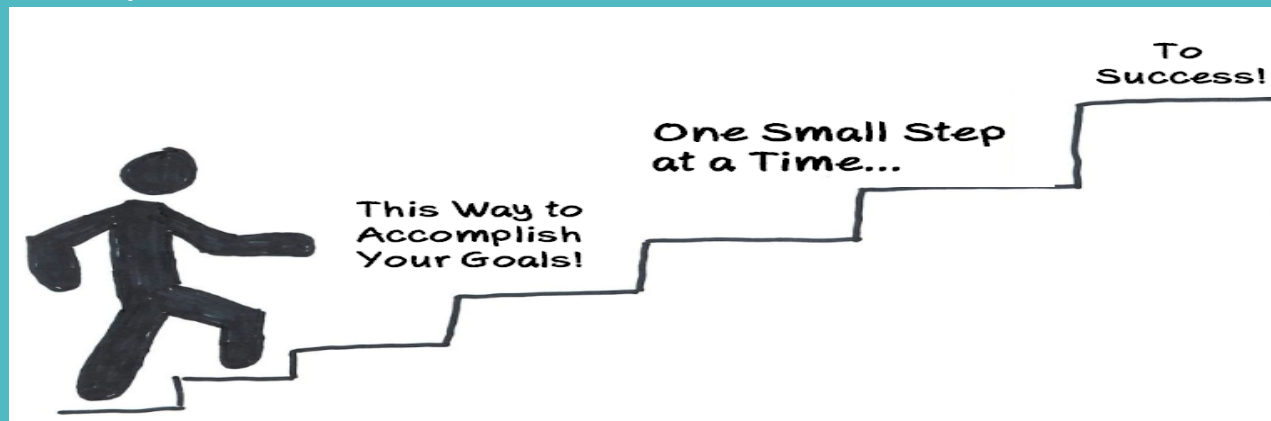 This Way to
Accomplish
Your Goals!
One Small Step
at a Time...
To
Success!